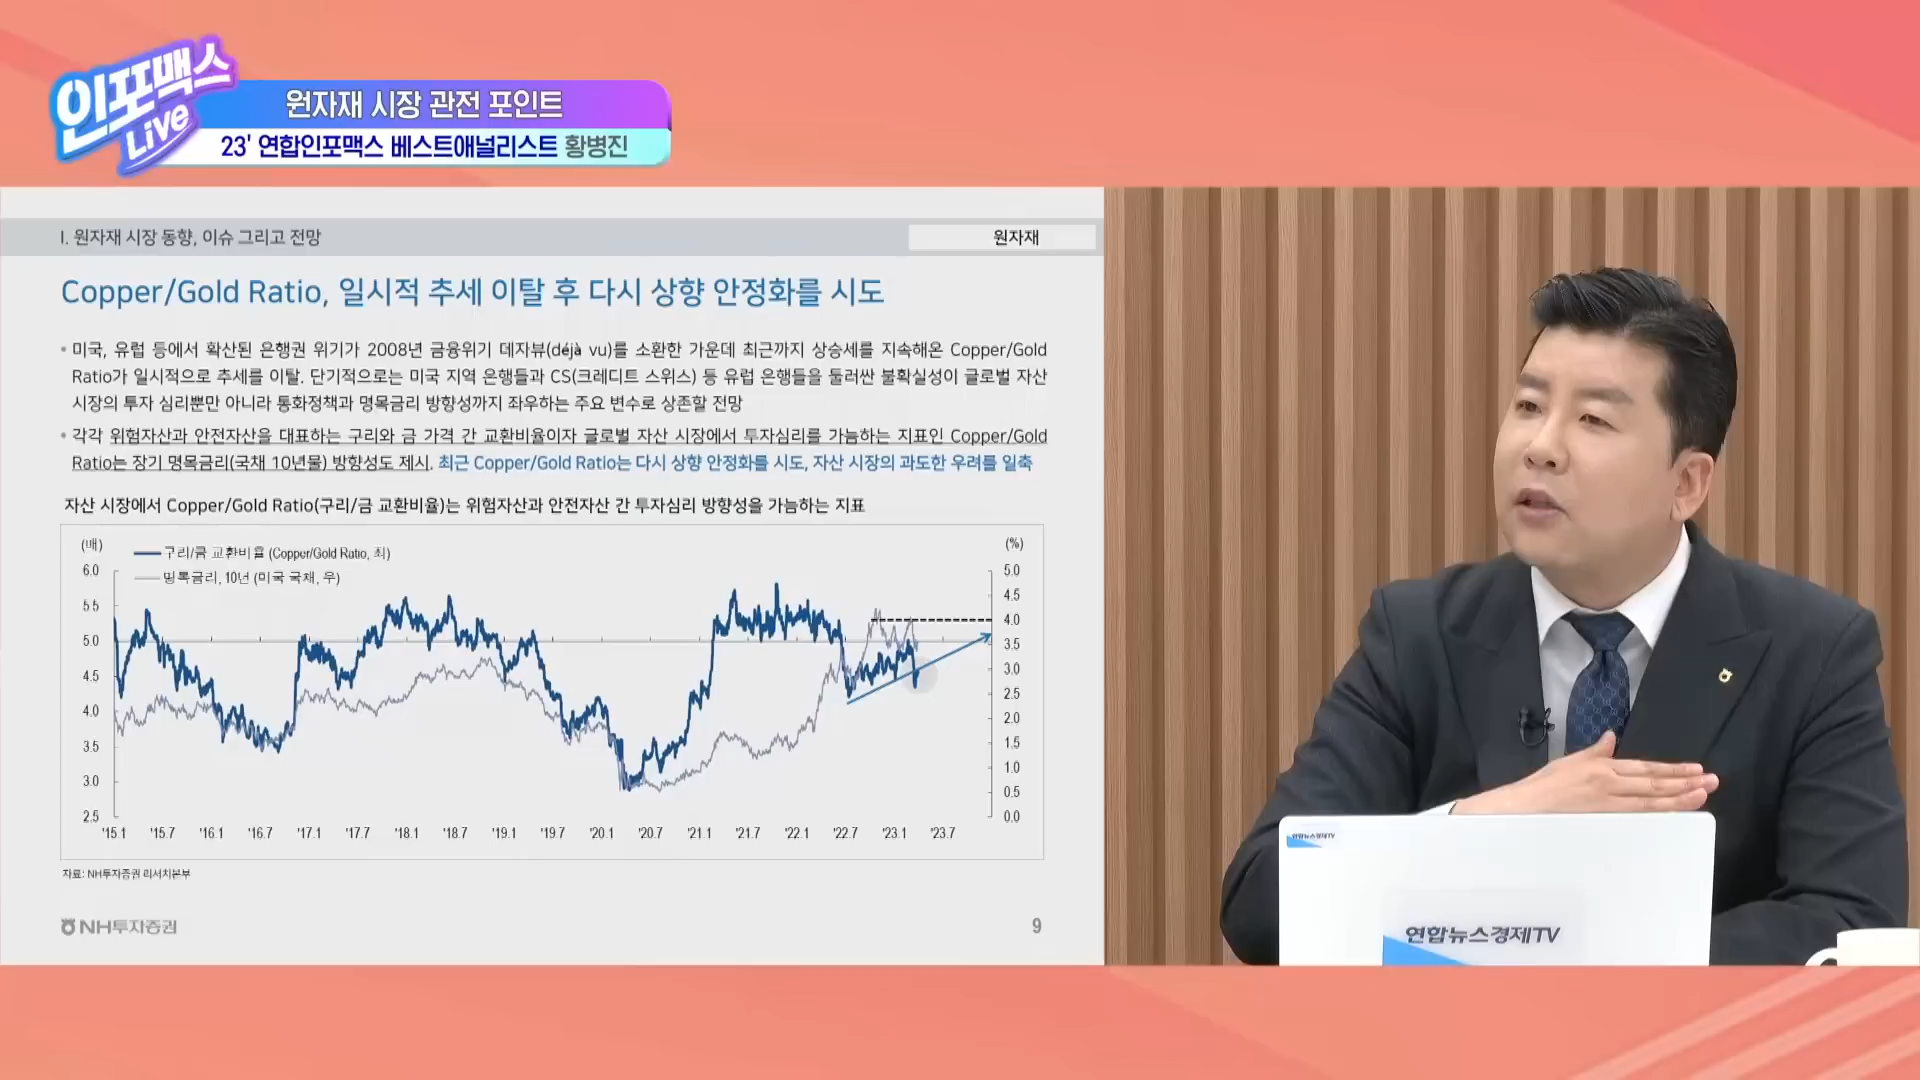 인포맥스
Live
원자재 시장 관전 포인트
23' 연합인포맥스 베스트애널리스트 황병진
I. 원자재 시장 동향, 이슈 그리고 전망
원자재
Copper/Gold Ratio, 일시적 추세 이탈 후 다시 상향 안정화를 시도
• 미국, 유럽 등에서 확산된 은행권 위기가 2008년 금융위기 데자뷰(déjà vu)를 소환한 가운데 최근까지 상승세를 지속해온 Copper/Gold
Ratio가 일시적으로 추세를 이탈. 단기적으로는 미국 지역 은행들과 CS(크레디트 스위스) 등 유럽 은행들을 둘러싼 불확실성이 글로벌 자산
시장의 투자 심리뿐만 아니라 통화정책과 명목금리 방향성까지 좌우하는 주요 변수로 상존할 전망
• 각각 위험자산과 안전자산을 대표하는 구리와 금 가격 간 교환비율이자 글로벌 자산 시장에서 투자심리를 가늠하는 지표인 Copper/Gold
Ratio는 장기 명목금리(국채 10년물) 방향성도 제시. 최근 Copper/Gold Ratio는 다시 상향 안정화를 시도, 자산 시장의 과도한 우려를 일축
자산 시장에서 Copper/Gold Ratio(구리/금 교환비율)는 위험자산과 안전자산 간 투자심리 방향성을 가늠하는 지표
(배)
(%)
구리/금 교환비율 (Copper/Gold Ratio, 좌)
명목금리, 10년 (미국 국채, 우)
6.0
5.5
5.0
4.5
4.0
3.5
3.0
2.5
5.0
4.5
4.0
3.5
3.0
2.5
2.0
1.5
1.0
0.5
0.0
'15.1 '15.7 '16.1 '16.7 '17.1 '17.7 '18.1 '18.7 '19.1 '19.7 '20.1 '20.7 '21.1 '21.7 '22.1 '22.7 '23.1 '23.7
자료: NH투자증권 리서치본부
NH투자증권
9
연합뉴스경제TV
연합뉴스경제TV